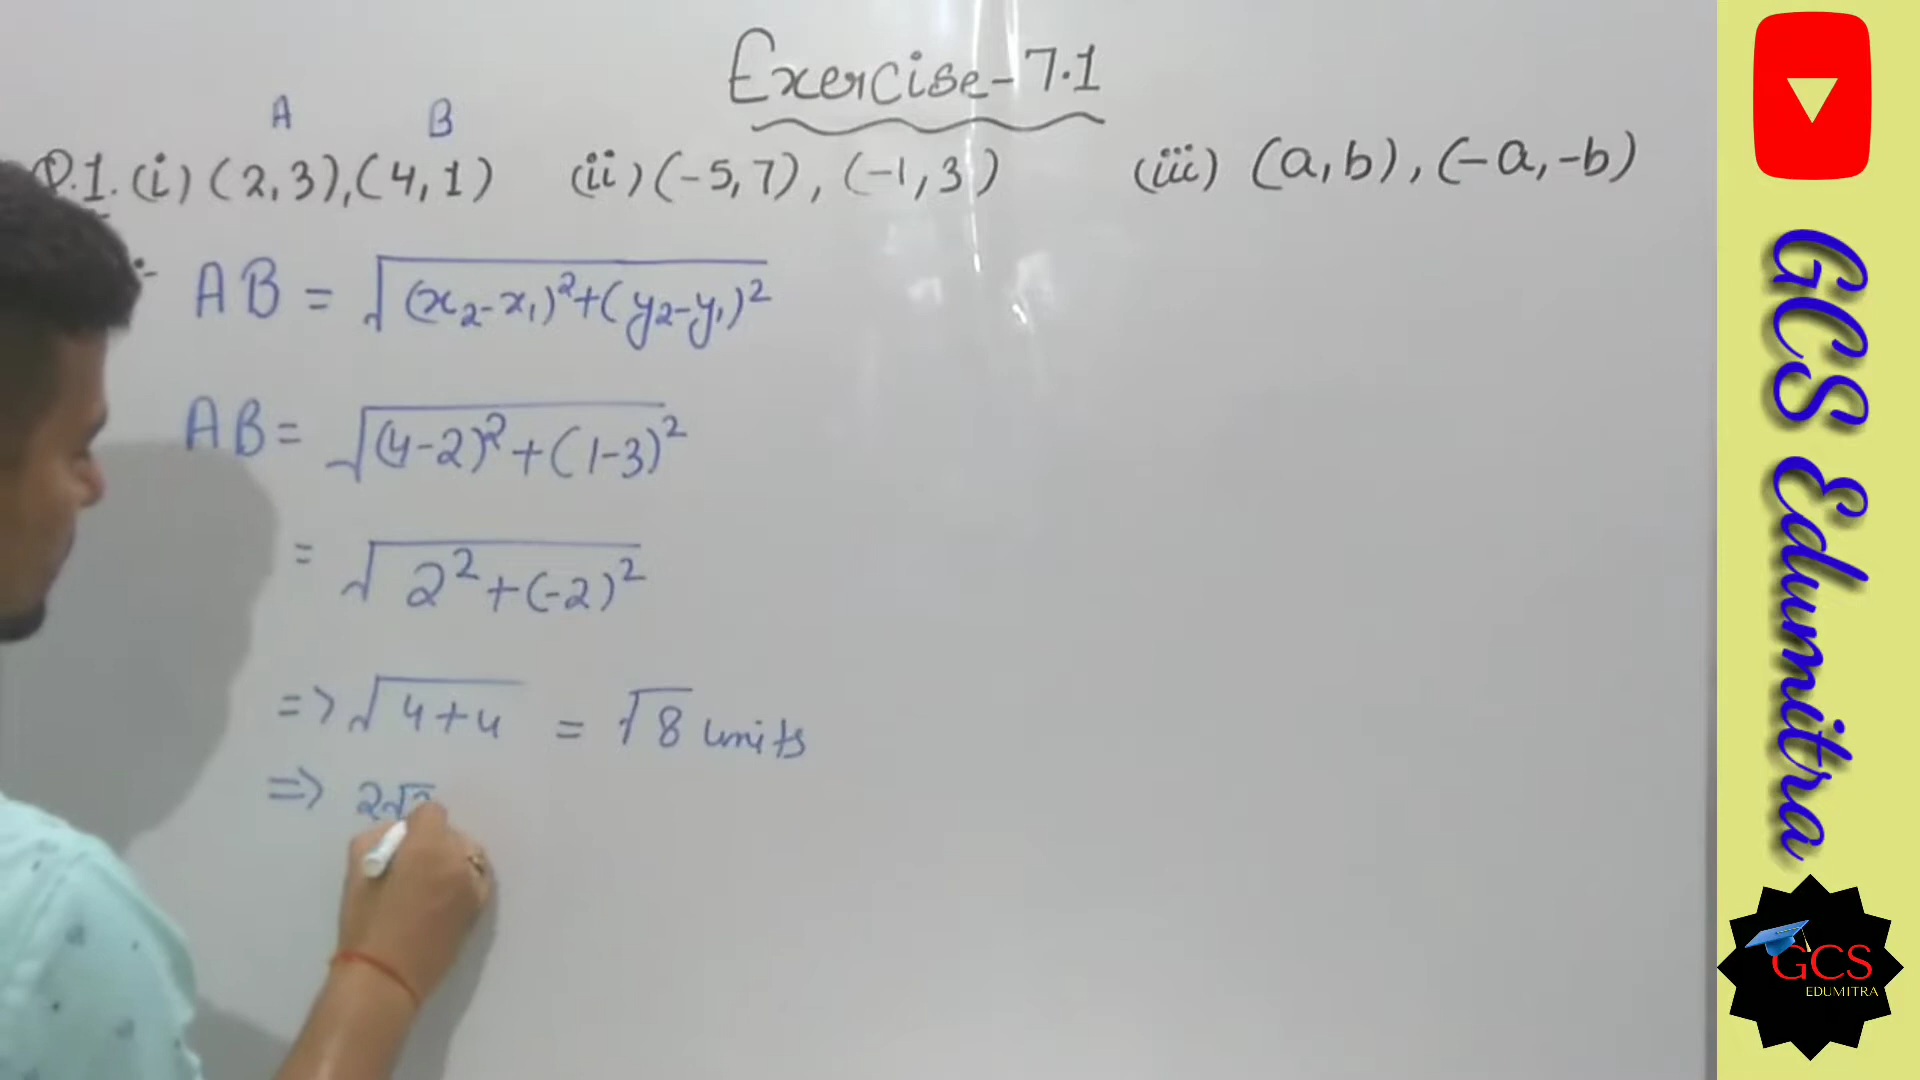 Exercise-7.1
A B
Q.1. (i) (2,3),(4,1) (ii) (-5,7), (-1,3) (iii) (a,b), (-a,-b)
:- AB = √(x₂-x₁)²+(y₂-y₁)²
AB = √(4-2)²+(1-3)²
= √2²+(-2)²
=> √4+4 = √8 units
=> 2√2
GCS Edumitra
GCS
EDUMITRA